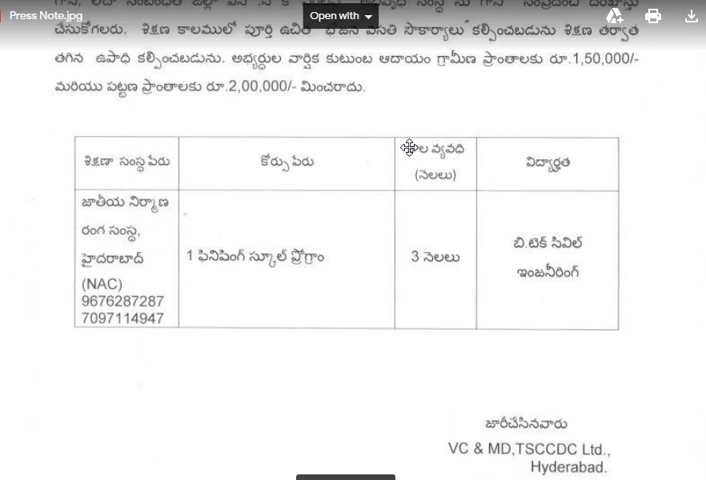 Press Note.jpg
Open with
చేసుకోగలరు. శిక్షణ కాలములో పూర్తి ఉచిత భోజన వసతి సౌకార్యాలు కల్పించబడును శిక్షణ తర్వాత
తగిన ఉపాధి కల్పించబడును. అభ్యర్ధుల వార్షిక కుటుంబ ఆదాయం గ్రామీణ ప్రాంతాలకు రూ.1,50,000/-
మరియు పట్టణ ప్రాంతాలకు రూ.2,00,000/- మించరాదు.
శిక్షణా సంస్థ పేరు
కోర్సు పేరు
వ్యవధి
(నెలలు)
విద్యార్హత
జాతీయ నిర్మాణ
రంగ సంస్థ,
హైదరాబాద్
(NAC)
9676287287
7097114947
1 ఫినిషింగ్ స్కూల్ ప్రోగ్రాం
3 నెలలు
బి.టెక్ సివిల్
ఇంజనీరింగ్
జారీచేసినవారు
VC & MD,TSCCDC Ltd.,
Hyderabad.